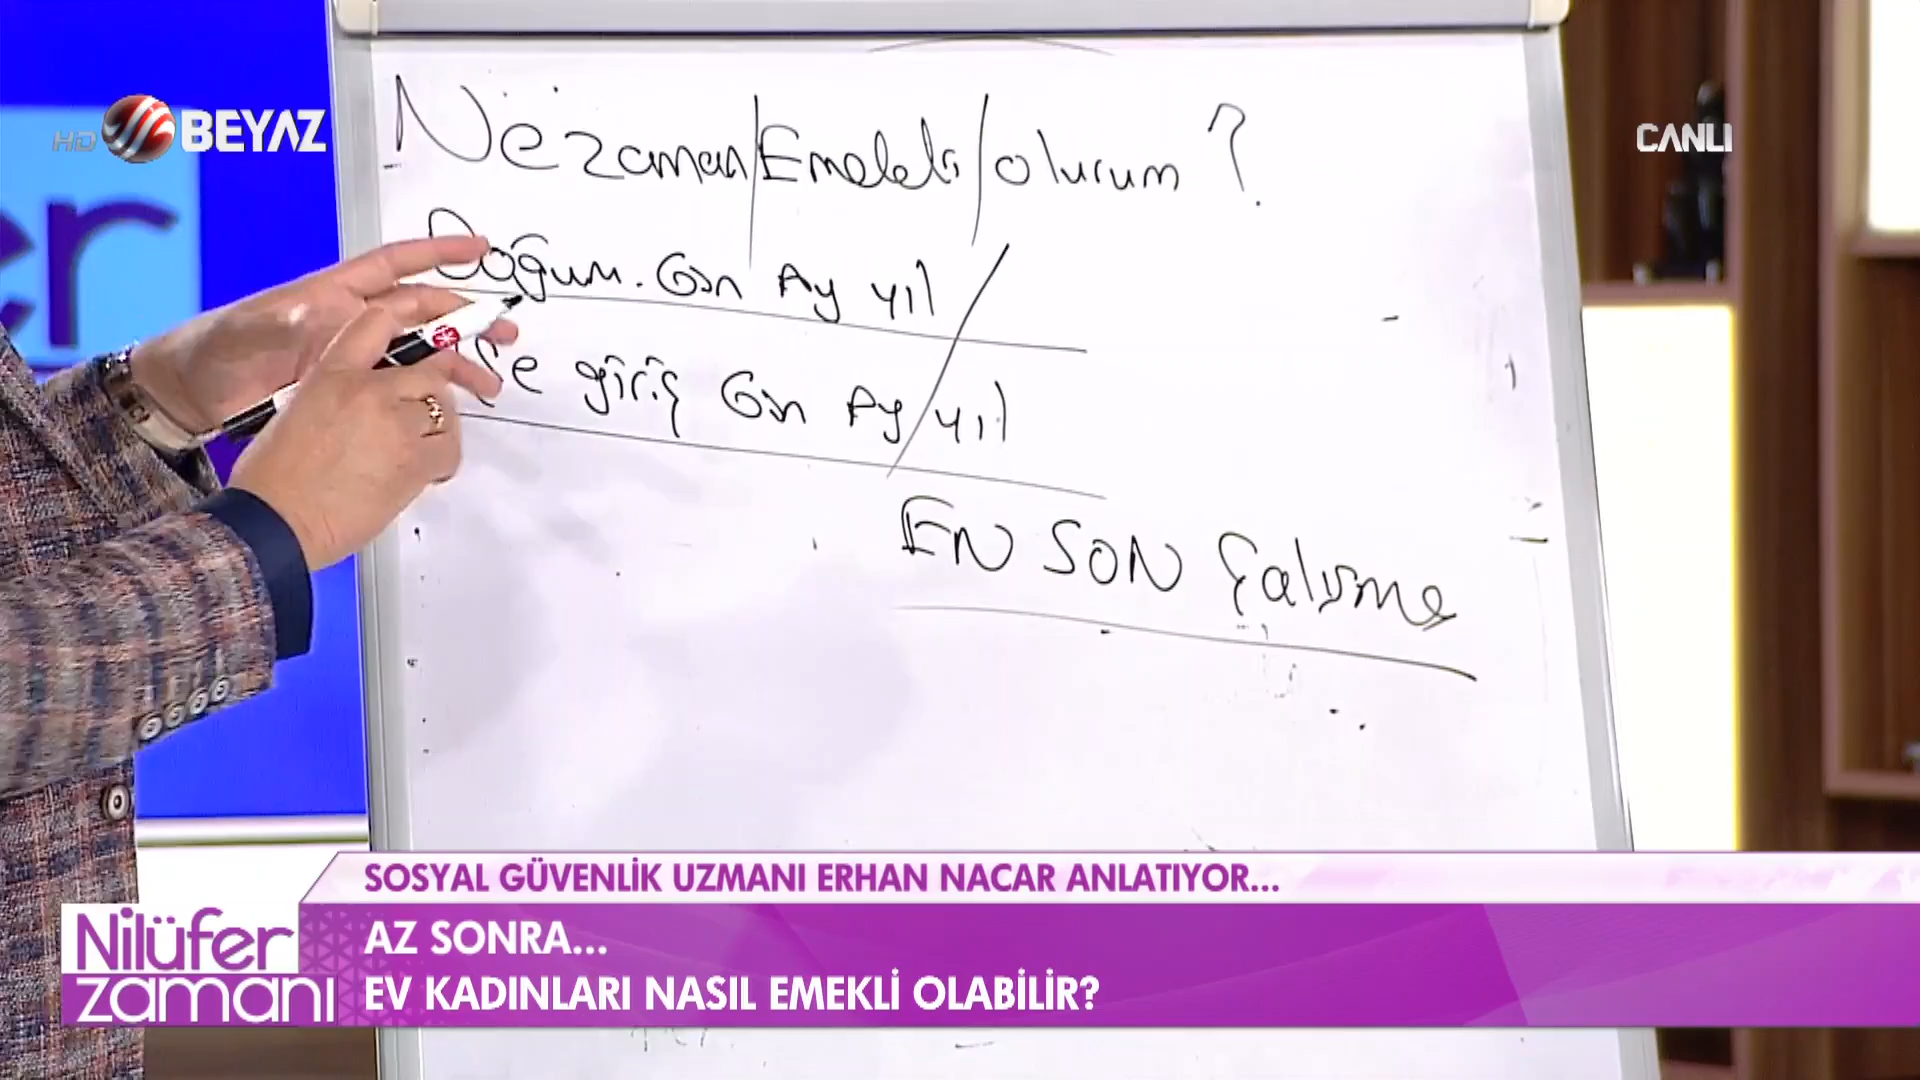 HD BEYAZ
CANLI
er
Ne zaman / Emekli / olurum ?
Doğum. Gün Ay yıl
İşe giriş Gün Ay yıl
EN SON Çalışma
SOSYAL GÜVENLİK UZMANI ERHAN NACAR ANLATIYOR...
Nilüfer zamanı
AZ SONRA...
EV KADINLARI NASIL EMEKLİ OLABİLİR?